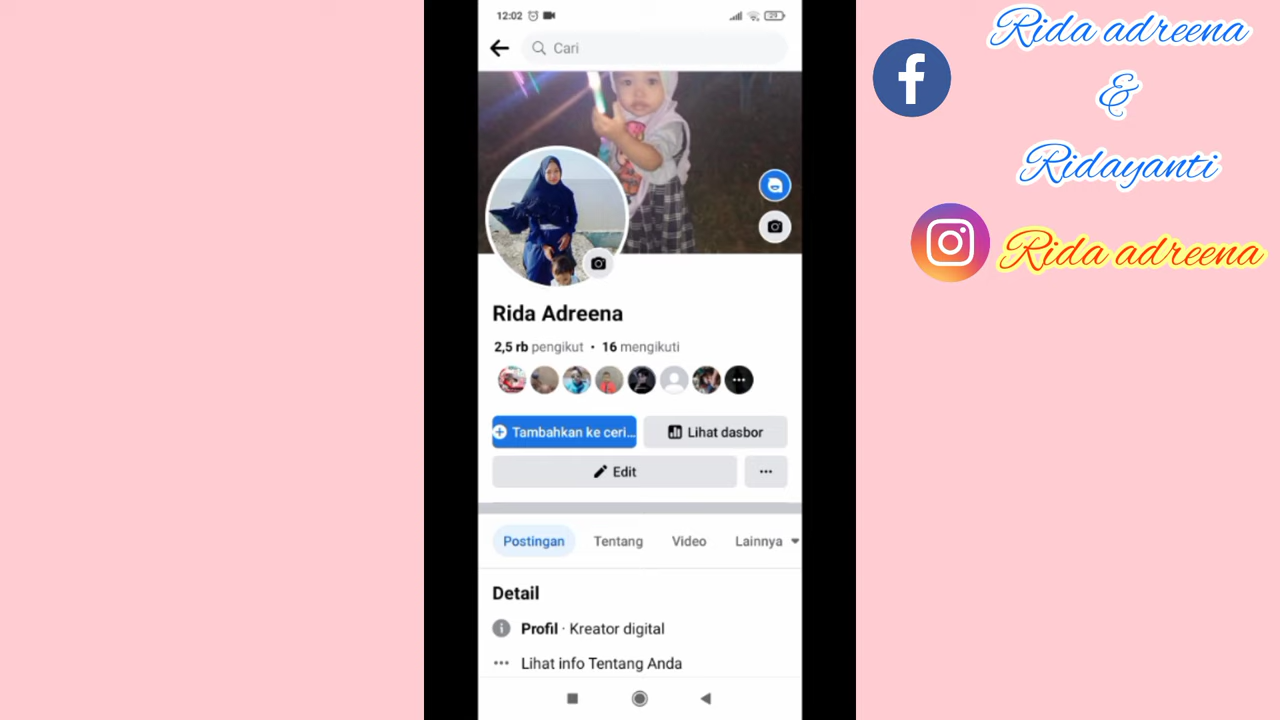 12:02
29
Cari
Rida Adreena
2,5 rb pengikut • 16 mengikuti
Tambahkan ke ceri...
Lihat dasbor
Edit
Postingan Tentang Video Lainnya
Detail
Profil · Kreator digital
Lihat info Tentang Anda
Rida adreena
&
Ridayanti
Rida adreena